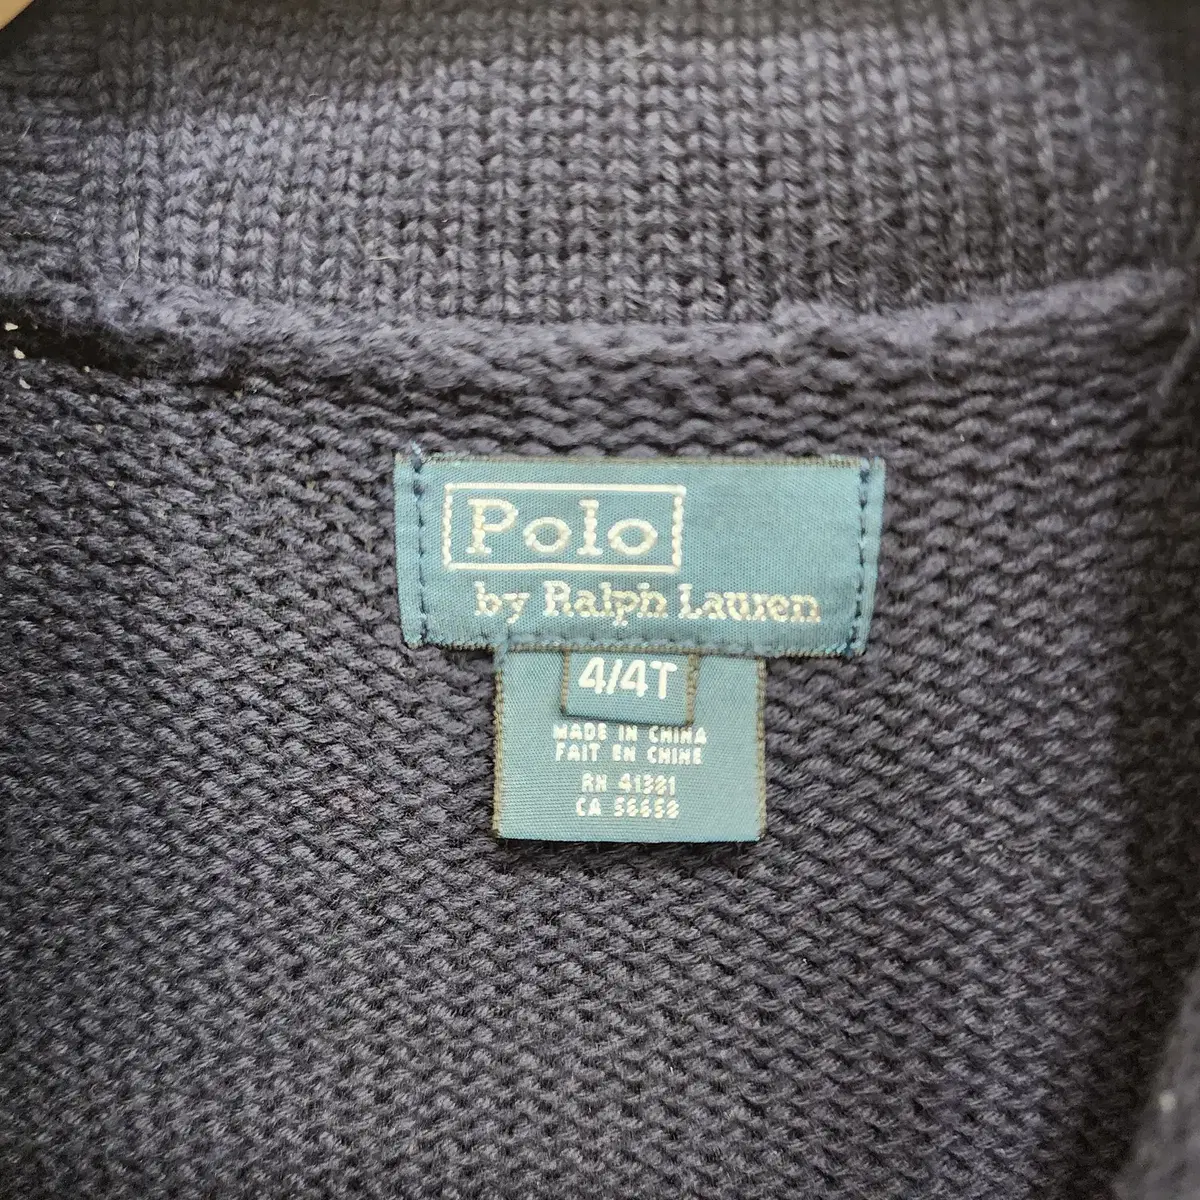 Polo
by Ralph Lauren
4/4T
MADE IN CHINA
FAIT EN CHINE
RN 41381
CA 56658